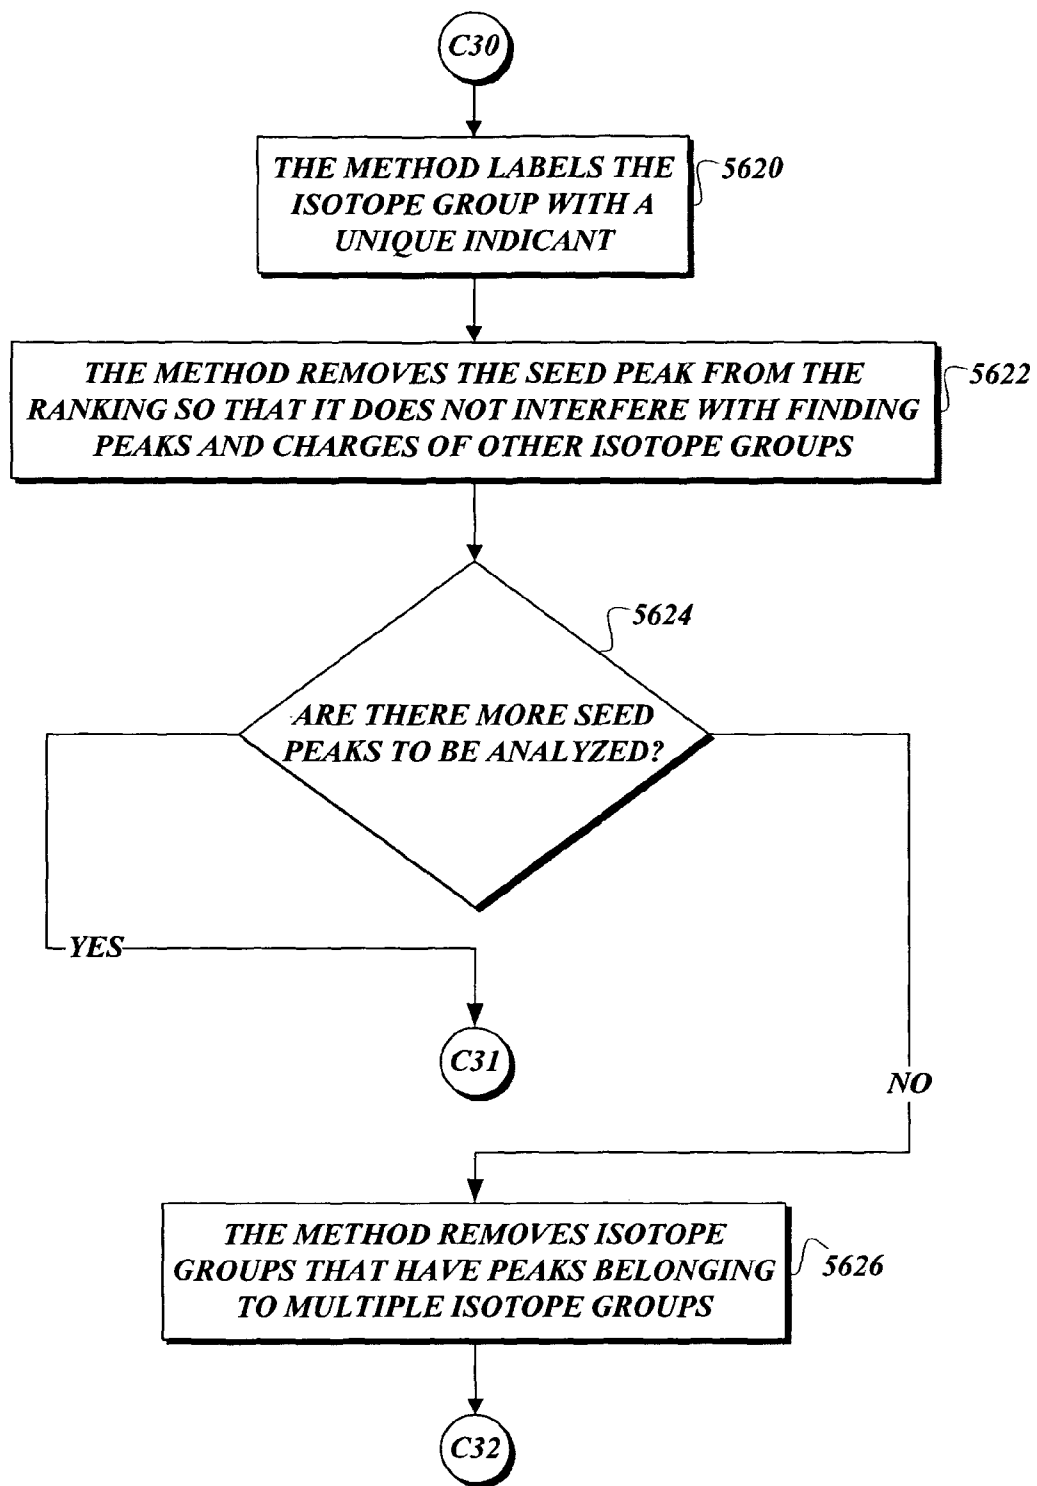 C30
THE METHOD LABELS THE
ISOTOPE GROUP WITH A
UNIQUE INDICANT
5620
THE METHOD REMOVES THE SEED PEAK FROM THE
RANKING SO THAT IT DOES NOT INTERFERE WITH FINDING
PEAKS AND CHARGES OF OTHER ISOTOPE GROUPS
5622
5624
ARE THERE MORE SEED
PEAKS TO BE ANALYZED?
YES
C31
NO
THE METHOD REMOVES ISOTOPE
GROUPS THAT HAVE PEAKS BELONGING
TO MULTIPLE ISOTOPE GROUPS
5626
C32